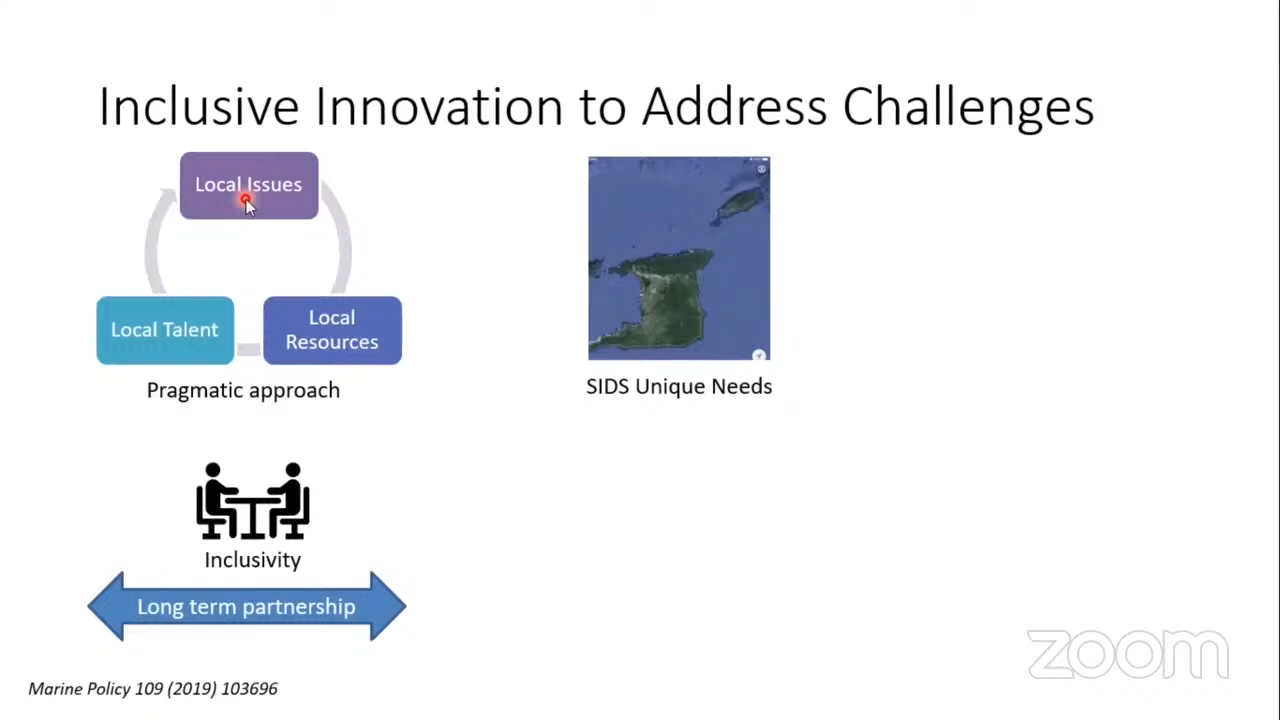 Inclusive Innovation to Address Challenges
Local Issues
Local Talent
Local
Resources
Pragmatic approach
SIDS Unique Needs
Inclusivity
Long term partnership
Marine Policy 109 (2019) 103696
zoom